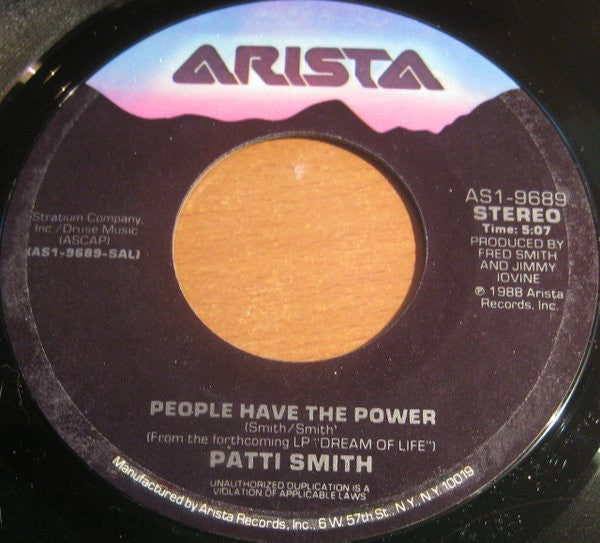 ARISTA
Stratium Company,
Inc./Druse Music
(ASCAP)
(AS1-9689-SAL)
AS1-9689
STEREO
Time: 5:07
PRODUCED BY
FRED SMITH
AND JIMMY
IOVINE
℗ 1988 Arista
Records, Inc.
PEOPLE HAVE THE POWER
(Smith/Smith)
(From the forthcoming LP "DREAM OF LIFE")
PATTI SMITH
UNAUTHORIZED DUPLICATION IS A
VIOLATION OF APPLICABLE LAWS
Manufactured by Arista Records, Inc., 6 W. 57th St., N.Y., N.Y. 10019